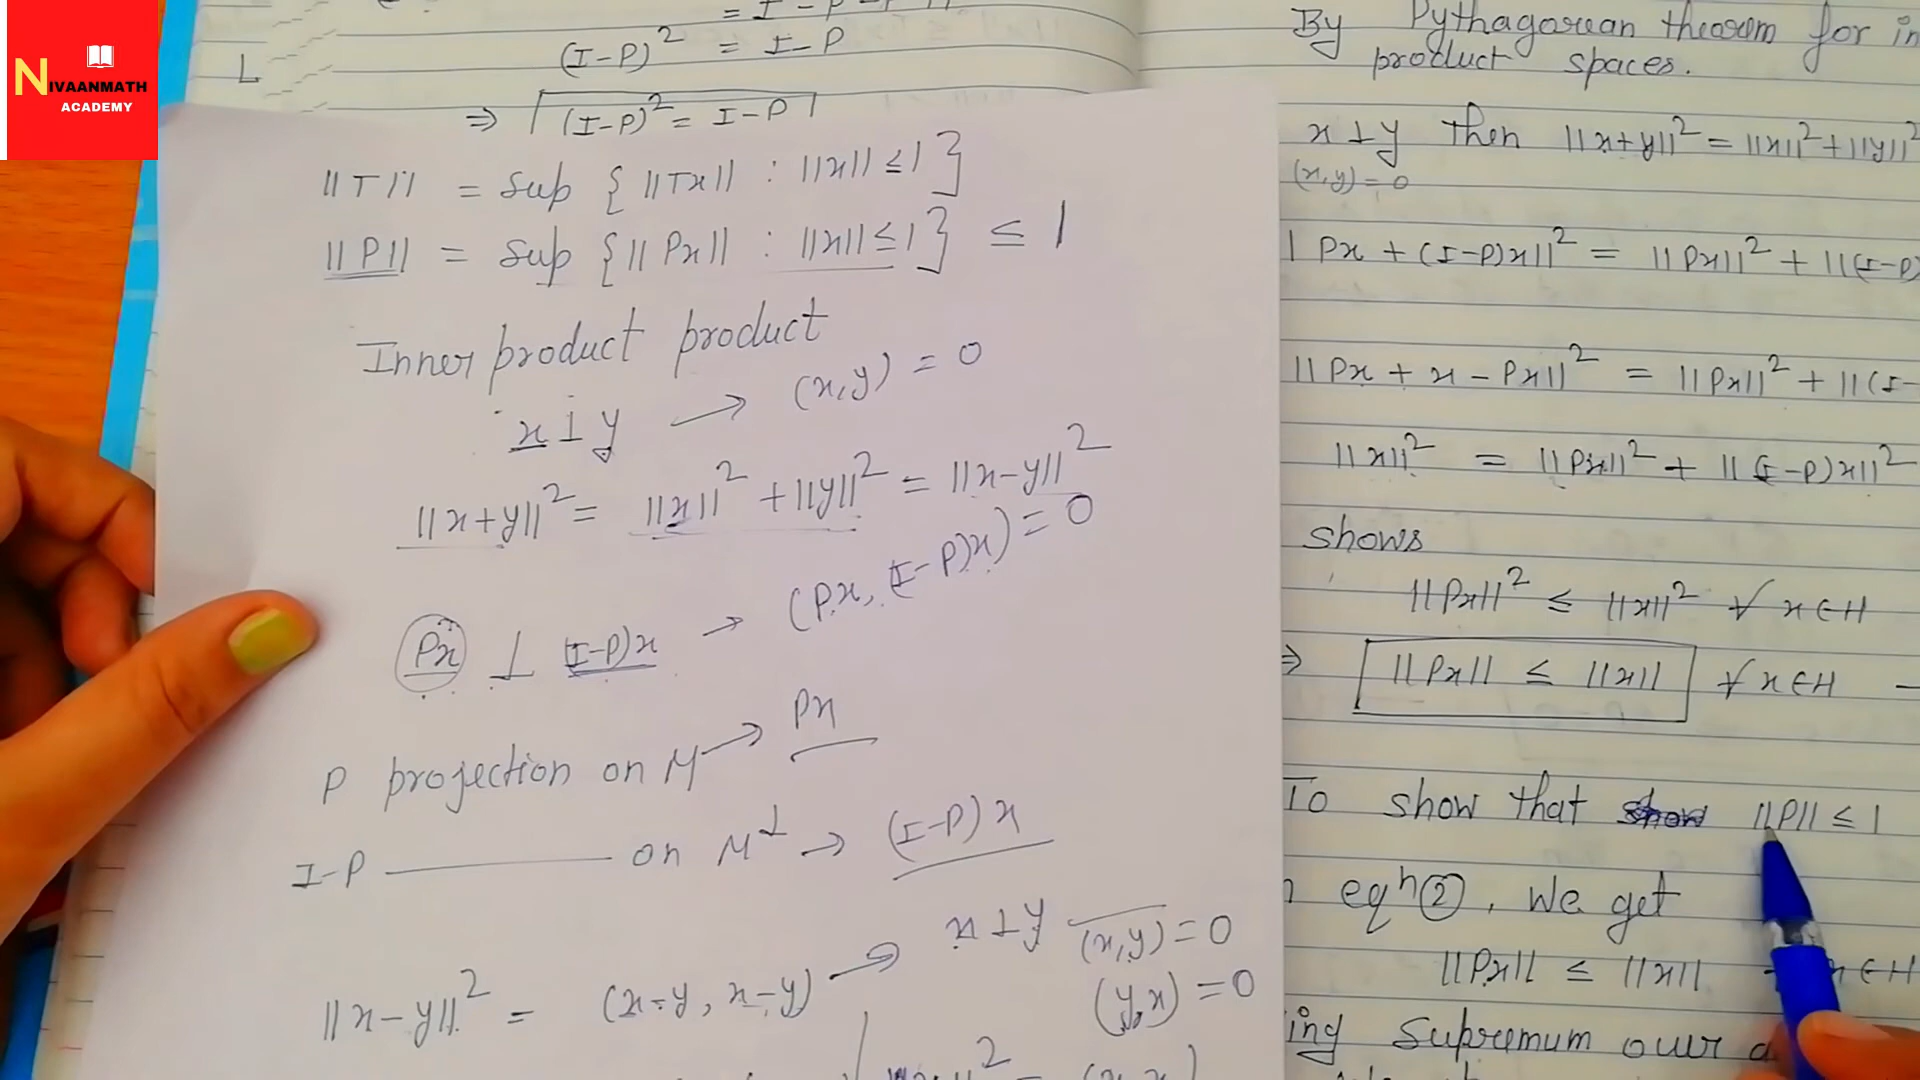 NIVAANMATH
ACADEMY
= I-P-P
(I-P)² = I-P
L
⇒ (I-P)² = I-P
||T|| = Sup {||Tx|| : ||x|| ≤ 1}
||P|| = Sup {||Px|| : ||x|| ≤ 1} ≤ 1
Inner product product
x ⊥ y → (x,y) = 0
||x+y||² = ||x||² + ||y||² = ||x-y||²
Px ⊥ (I-P)x → (Px, (I-P)x) = 0
P projection on M → Px
I-P ——— on M⊥ → (I-P)x
||x-y||² = (x-y, x-y) → x ⊥ y (x,y) = 0
(y,x) = 0
By Pythagorean theorem for in
product spaces.
x ⊥ y then ||x+y||² = ||x||² + ||y||²
(x,y) = 0
| Px + (I-P)x||² = ||Px||² + ||(I-P)
||Px + x - Px||² = ||Px||² + ||(I-
||x||² = ||Px||² + ||(I-P)x||²
shows
||Px||² ≤ ||x||² ∀ x∈H
⇒ ||Px|| ≤ ||x|| ∀ x∈H —
To show that ||P|| ≤ 1
eqⁿ ②, We get
||Px|| ≤ ||x|| x∈H
ing Supremum over a